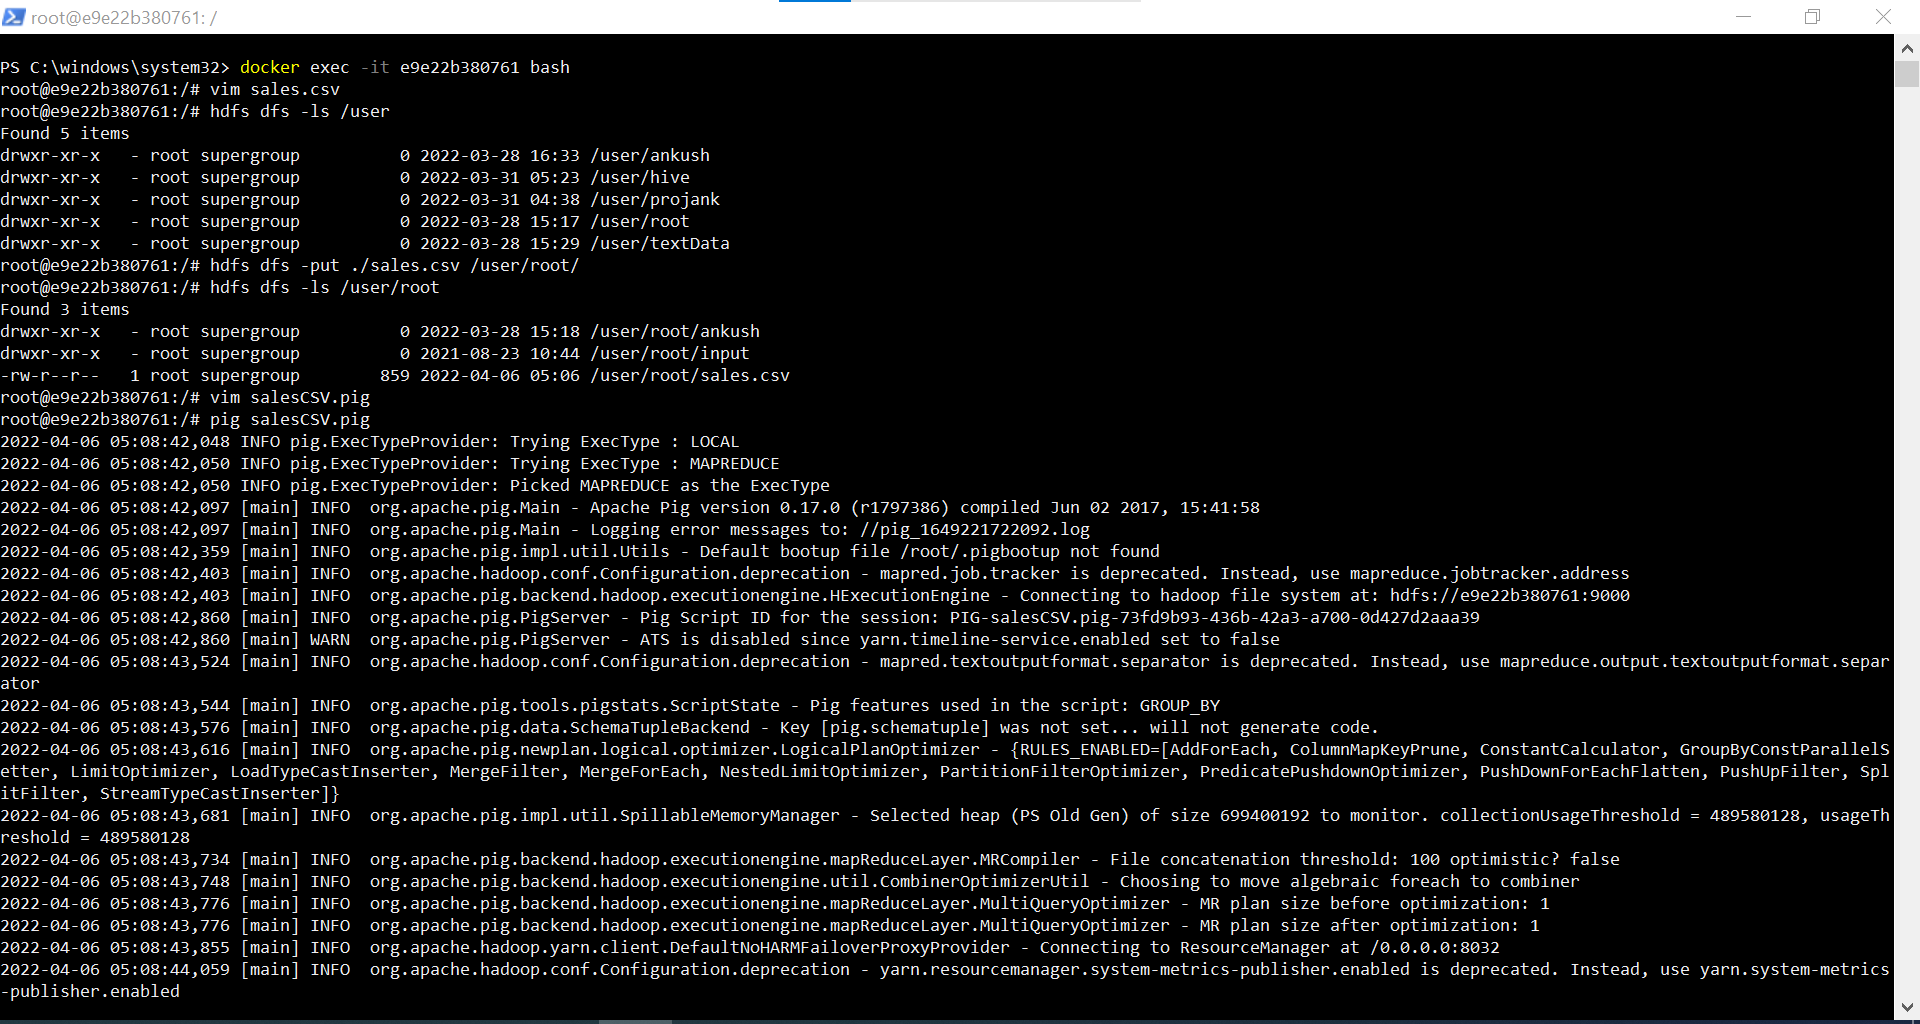 root@e9e22b380761: /
PS C:\windows\system32> docker exec -it e9e22b380761 bash
root@e9e22b380761:/# vim sales.csv
root@e9e22b380761:/# hdfs dfs -ls /user
Found 5 items
drwxr-xr-x   - root supergroup          0 2022-03-28 16:33 /user/ankush
drwxr-xr-x   - root supergroup          0 2022-03-31 05:23 /user/hive
drwxr-xr-x   - root supergroup          0 2022-03-31 04:38 /user/projank
drwxr-xr-x   - root supergroup          0 2022-03-28 15:17 /user/root
drwxr-xr-x   - root supergroup          0 2022-03-28 15:29 /user/textData
root@e9e22b380761:/# hdfs dfs -put ./sales.csv /user/root/
root@e9e22b380761:/# hdfs dfs -ls /user/root
Found 3 items
drwxr-xr-x   - root supergroup          0 2022-03-28 15:18 /user/root/ankush
drwxr-xr-x   - root supergroup          0 2021-08-23 10:44 /user/root/input
-rw-r--r--   1 root supergroup        859 2022-04-06 05:06 /user/root/sales.csv
root@e9e22b380761:/# vim salesCSV.pig
root@e9e22b380761:/# pig salesCSV.pig
2022-04-06 05:08:42,048 INFO pig.ExecTypeProvider: Trying ExecType : LOCAL
2022-04-06 05:08:42,050 INFO pig.ExecTypeProvider: Trying ExecType : MAPREDUCE
2022-04-06 05:08:42,050 INFO pig.ExecTypeProvider: Picked MAPREDUCE as the ExecType
2022-04-06 05:08:42,097 [main] INFO  org.apache.pig.Main - Apache Pig version 0.17.0 (r1797386) compiled Jun 02 2017, 15:41:58
2022-04-06 05:08:42,097 [main] INFO  org.apache.pig.Main - Logging error messages to: //pig_1649221722092.log
2022-04-06 05:08:42,359 [main] INFO  org.apache.pig.impl.util.Utils - Default bootup file /root/.pigbootup not found
2022-04-06 05:08:42,403 [main] INFO  org.apache.hadoop.conf.Configuration.deprecation - mapred.job.tracker is deprecated. Instead, use mapreduce.jobtracker.address
2022-04-06 05:08:42,403 [main] INFO  org.apache.pig.backend.hadoop.executionengine.HExecutionEngine - Connecting to hadoop file system at: hdfs://e9e22b380761:9000
2022-04-06 05:08:42,860 [main] INFO  org.apache.pig.PigServer - Pig Script ID for the session: PIG-salesCSV.pig-73fd9b93-436b-42a3-a700-0d427d2aaa39
2022-04-06 05:08:42,860 [main] WARN  org.apache.pig.PigServer - ATS is disabled since yarn.timeline-service.enabled set to false
2022-04-06 05:08:43,524 [main] INFO  org.apache.hadoop.conf.Configuration.deprecation - mapred.textoutputformat.separator is deprecated. Instead, use mapreduce.output.textoutputformat.separ
ator
2022-04-06 05:08:43,544 [main] INFO  org.apache.pig.tools.pigstats.ScriptState - Pig features used in the script: GROUP_BY
2022-04-06 05:08:43,576 [main] INFO  org.apache.pig.data.SchemaTupleBackend - Key [pig.schematuple] was not set... will not generate code.
2022-04-06 05:08:43,616 [main] INFO  org.apache.pig.newplan.logical.optimizer.LogicalPlanOptimizer - {RULES_ENABLED=[AddForEach, ColumnMapKeyPrune, ConstantCalculator, GroupByConstParallelS
etter, LimitOptimizer, LoadTypeCastInserter, MergeFilter, MergeForEach, NestedLimitOptimizer, PartitionFilterOptimizer, PredicatePushdownOptimizer, PushDownForEachFlatten, PushUpFilter, Spl
itFilter, StreamTypeCastInserter]}
2022-04-06 05:08:43,681 [main] INFO  org.apache.pig.impl.util.SpillableMemoryManager - Selected heap (PS Old Gen) of size 699400192 to monitor. collectionUsageThreshold = 489580128, usageTh
reshold = 489580128
2022-04-06 05:08:43,734 [main] INFO  org.apache.pig.backend.hadoop.executionengine.mapReduceLayer.MRCompiler - File concatenation threshold: 100 optimistic? false
2022-04-06 05:08:43,748 [main] INFO  org.apache.pig.backend.hadoop.executionengine.util.CombinerOptimizerUtil - Choosing to move algebraic foreach to combiner
2022-04-06 05:08:43,776 [main] INFO  org.apache.pig.backend.hadoop.executionengine.mapReduceLayer.MultiQueryOptimizer - MR plan size before optimization: 1
2022-04-06 05:08:43,776 [main] INFO  org.apache.pig.backend.hadoop.executionengine.mapReduceLayer.MultiQueryOptimizer - MR plan size after optimization: 1
2022-04-06 05:08:43,855 [main] INFO  org.apache.hadoop.yarn.client.DefaultNoHARMFailoverProxyProvider - Connecting to ResourceManager at /0.0.0.0:8032
2022-04-06 05:08:44,059 [main] INFO  org.apache.hadoop.conf.Configuration.deprecation - yarn.resourcemanager.system-metrics-publisher.enabled is deprecated. Instead, use yarn.system-metrics
-publisher.enabled